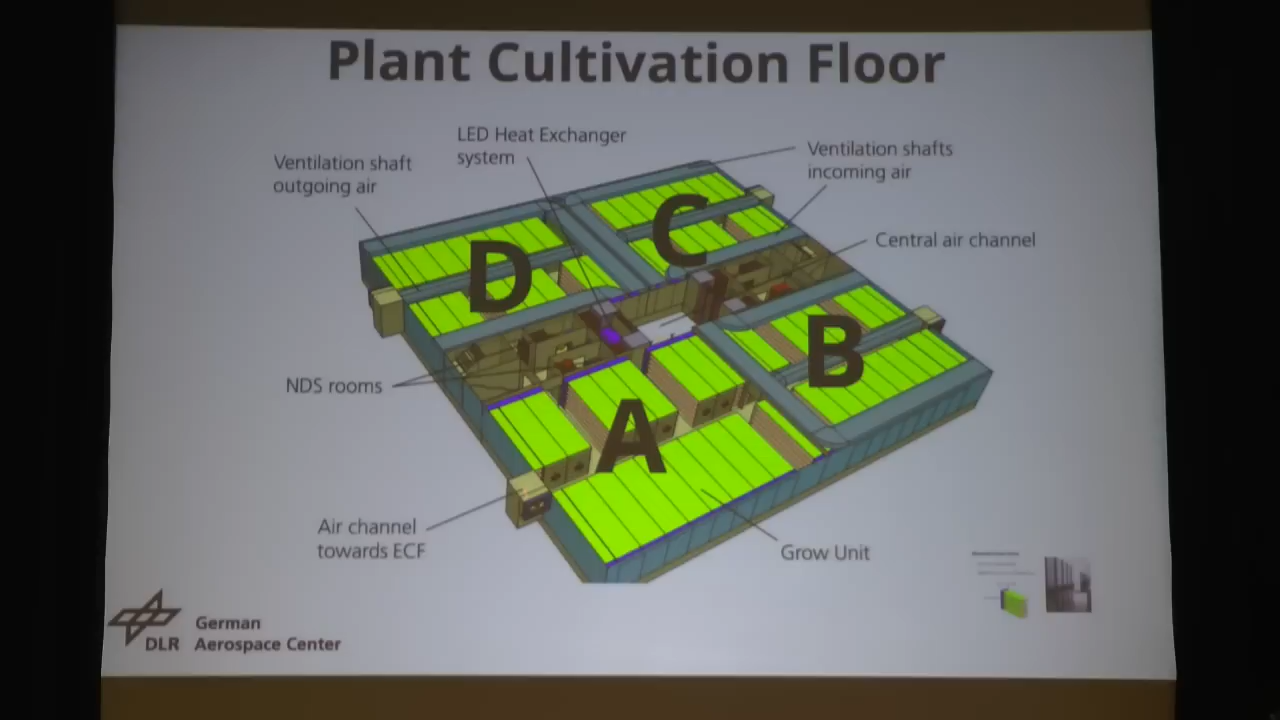 Plant Cultivation Floor
LED Heat Exchanger
system
Ventilation shaft
outgoing air
Ventilation shafts
incoming air
Central air channel
D
C
B
A
NDS rooms
Air channel
towards ECF
Grow Unit
DLR
German
Aerospace Center